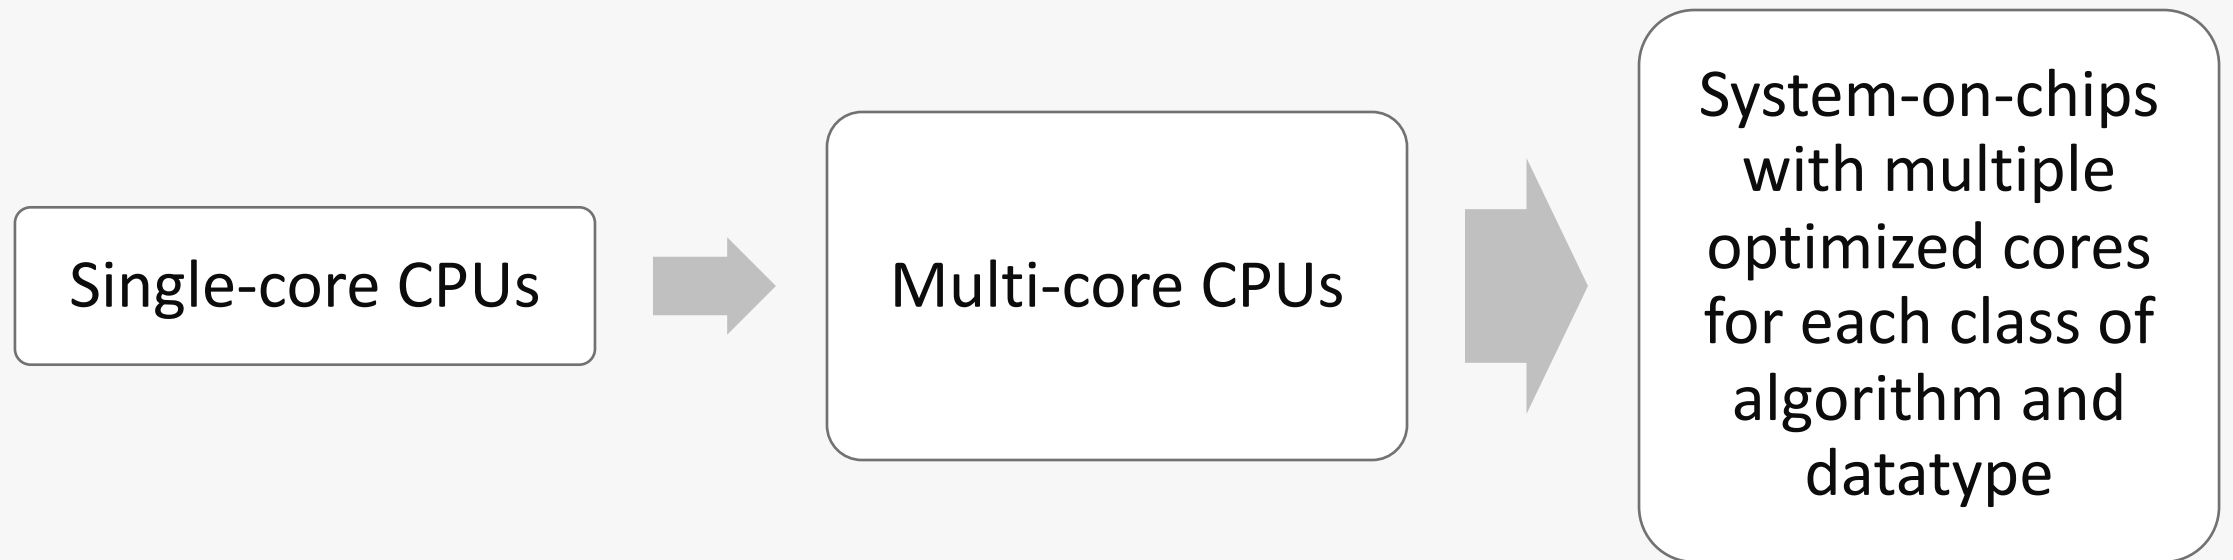 Single-core CPUs
Multi-core CPUs
System-on-chips
with multiple
optimized cores
for each class of
algorithm and
datatype